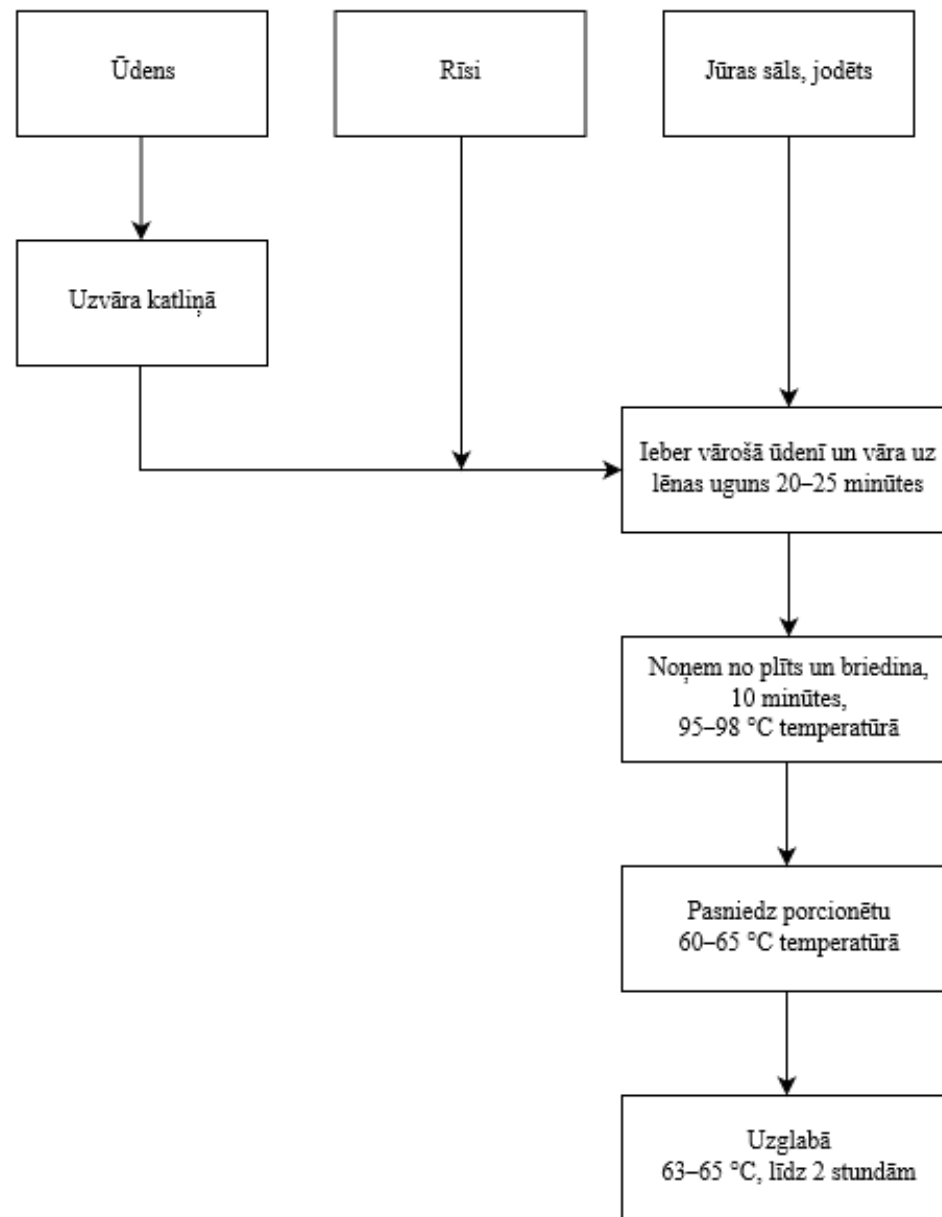 Ūdens
Rīsi
Jūras sāls, jodēts
Uzvāra katliņā
Ieber vārošā ūdenī un vāra uz
lēnas uguns 20–25 minūtes
Noņem no plīts un briedina,
10 minūtes,
95–98 °C temperatūrā
Pasniedz porcionētu
60–65 °C temperatūrā
Uzglabā
63–65 °C, līdz 2 stundām